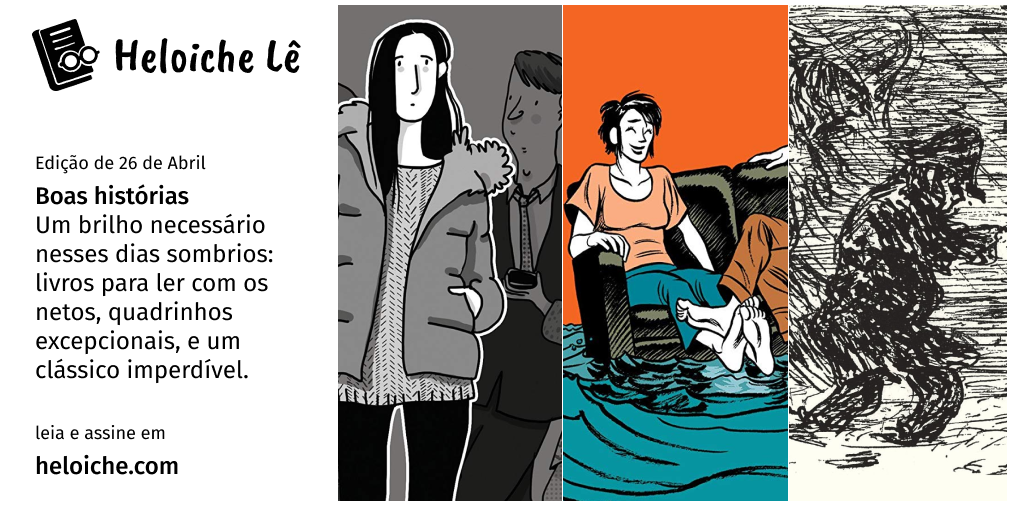 Heloiche Lê
Edição de 26 de Abril
Boas histórias
Um brilho necessário
nesses dias sombrios:
livros para ler com os
netos, quadrinhos
excepcionais, e um
clássico imperdível.
leia e assine em
heloiche.com